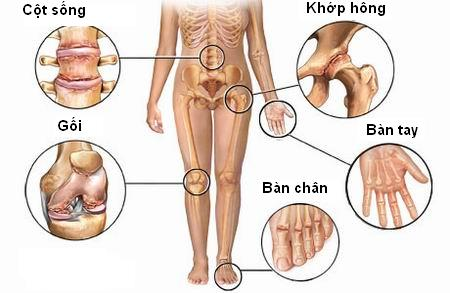 Cột sống
Khớp hông
Gối
Bàn tay
Bàn chân